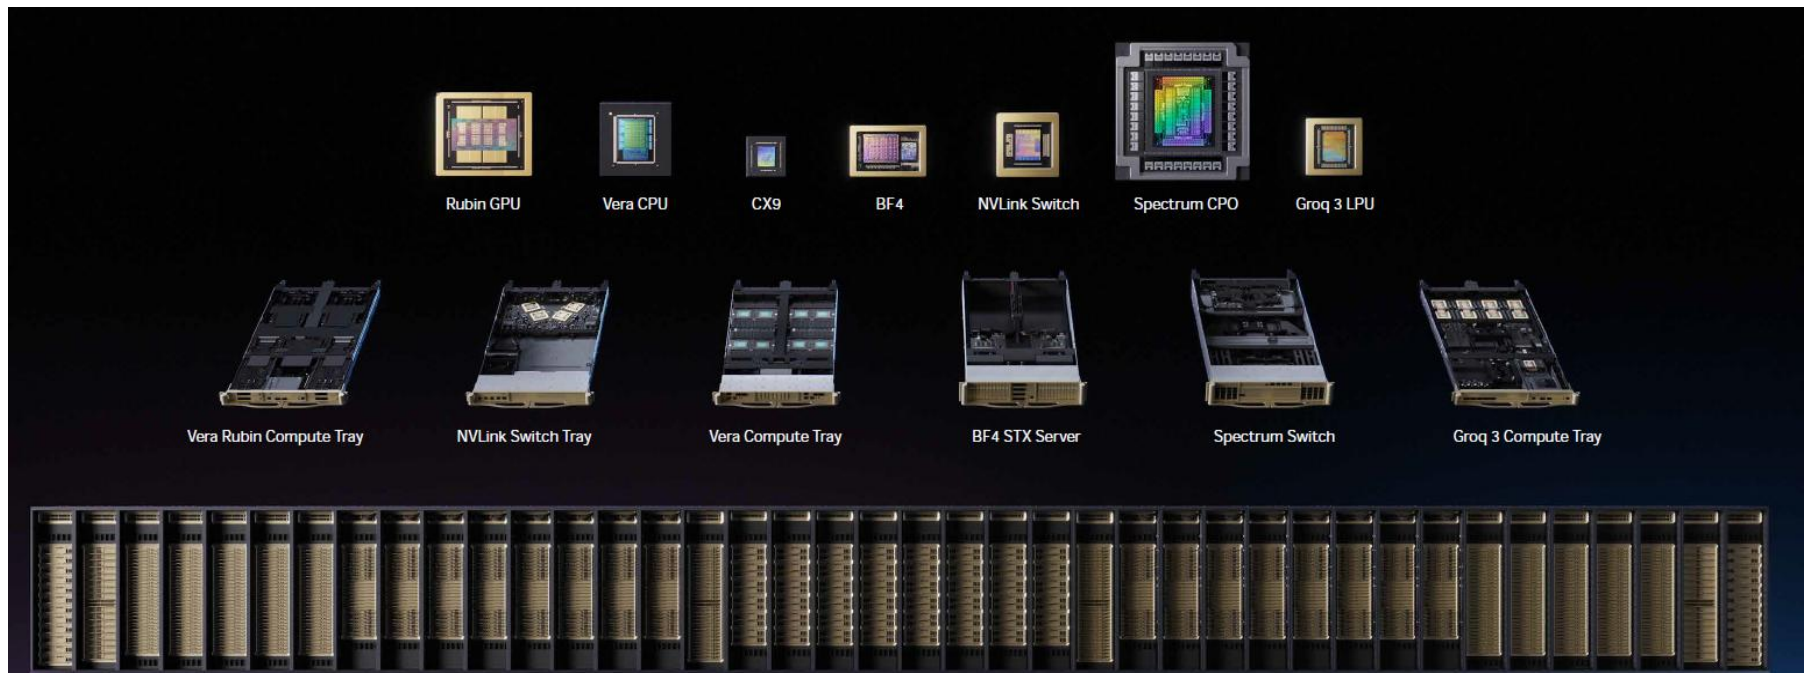 Rubin GPU
Vera CPU
CX9
BF4
NVLink Switch
Spectrum CPO
Groq 3 LPU
Vera Rubin Compute Tray
NVLink Switch Tray
Vera Compute Tray
BF4 STX Server
Spectrum Switch
Groq 3 Compute Tray